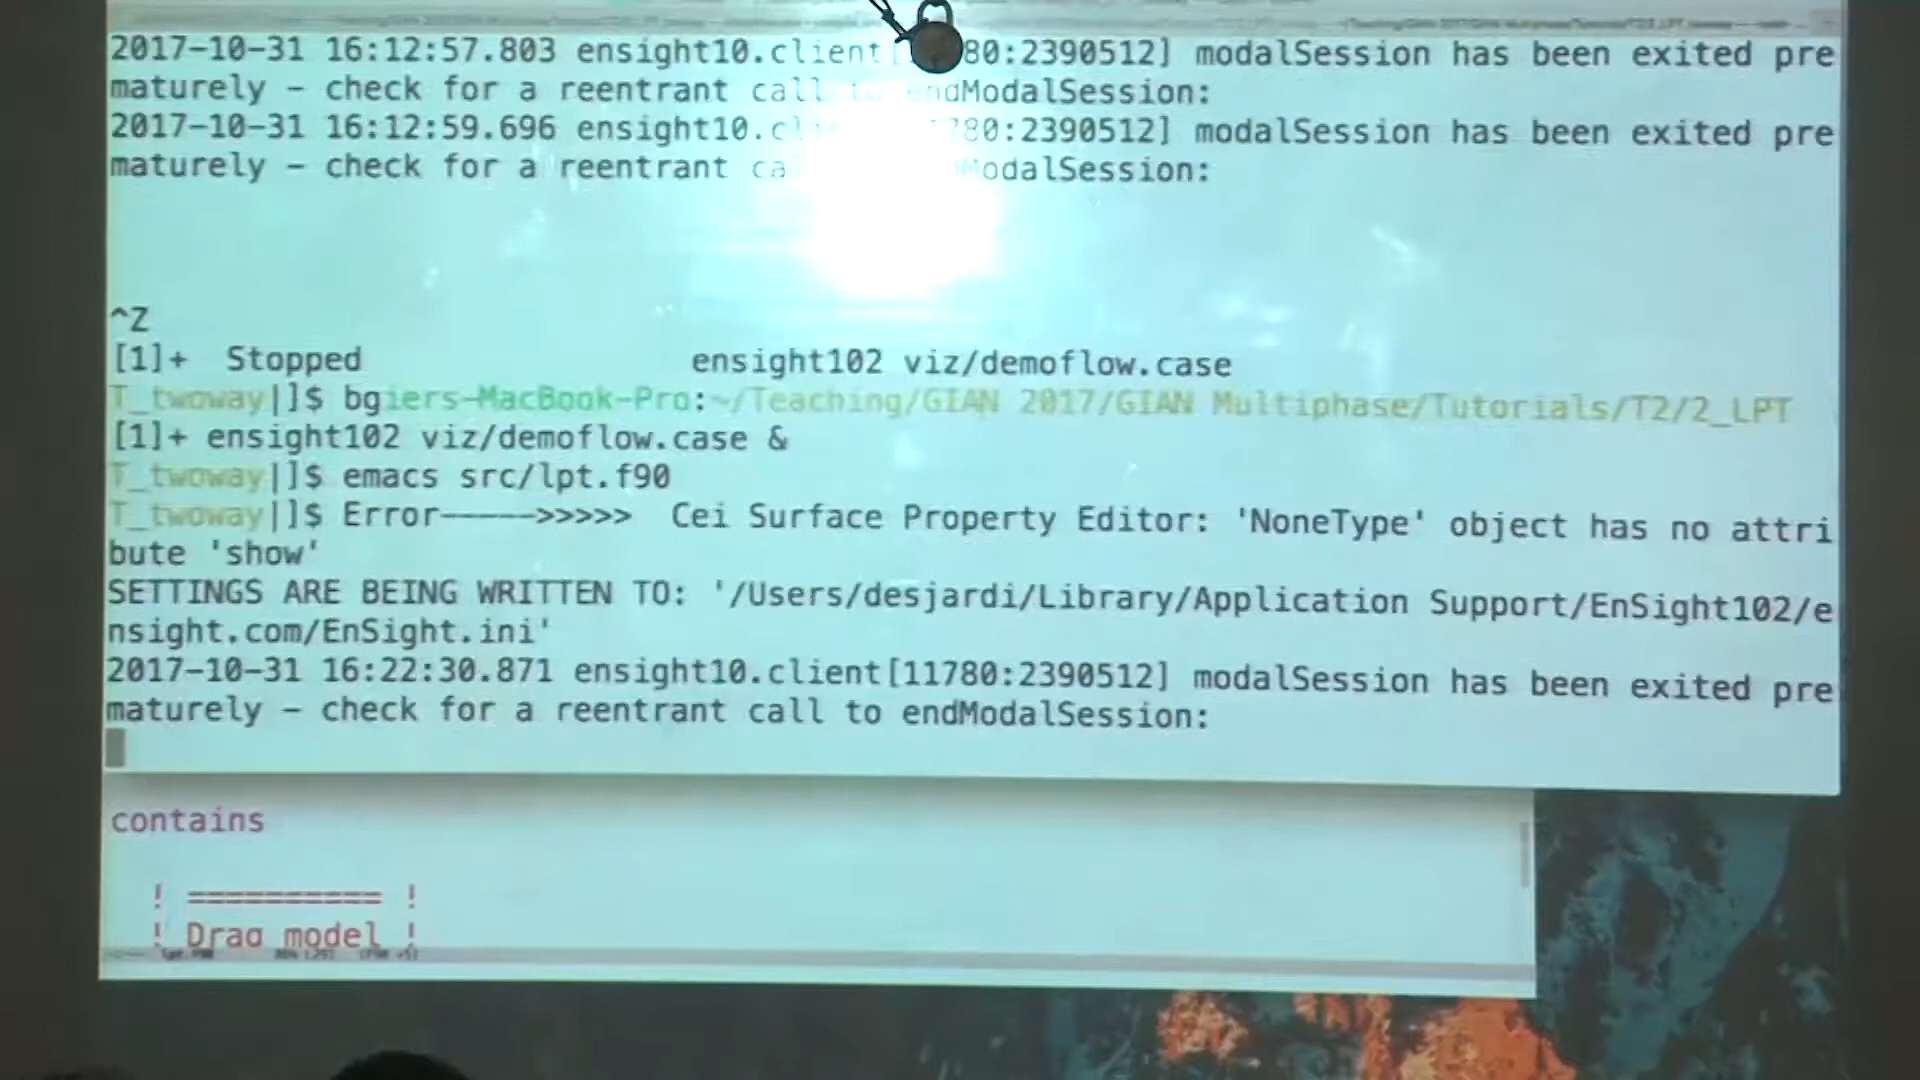 2017-10-31 16:12:57.803 ensight10.client[ 80:2390512] modalSession has been exited pre
maturely - check for a reentrant call to endModalSession:
2017-10-31 16:12:59.696 ensight10.cli 780:2390512] modalSession has been exited pre
maturely - check for a reentrant ca ModalSession:
^Z
[1]+  Stopped                 ensight102 viz/demoflow.case
T_twoway|]$ bgiers-MacBook-Pro:~/Teaching/GIAN 2017/GIAN Multiphase/Tutorials/T2/2_LPT
[1]+ ensight102 viz/demoflow.case &
T_twoway|]$ emacs src/lpt.f90
T_twoway|]$ Error----->>>>>  Cei Surface Property Editor: 'NoneType' object has no attri
bute 'show'
SETTINGS ARE BEING WRITTEN TO: '/Users/desjardi/Library/Application Support/EnSight102/e
nsight.com/EnSight.ini'
2017-10-31 16:22:30.871 ensight10.client[11780:2390512] modalSession has been exited pre
maturely - check for a reentrant call to endModalSession:
contains
! ========== !
! Drag model !